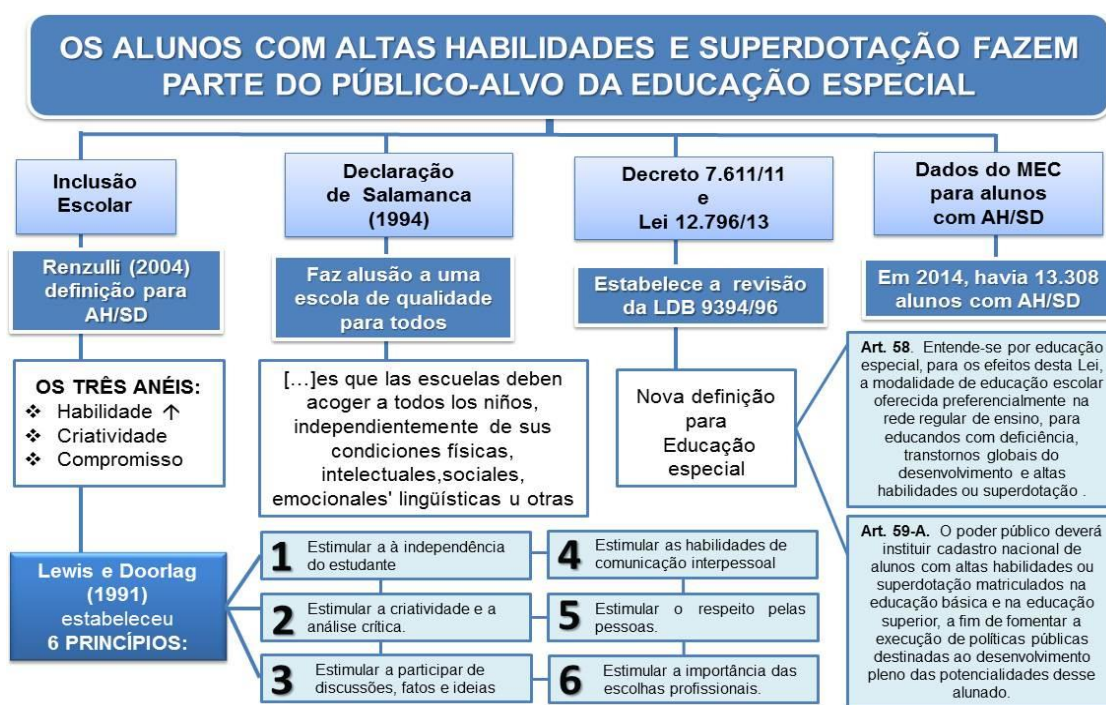 OS ALUNOS COM ALTAS HABILIDADES E SUPERDOTAÇÃO FAZEM
PARTE DO PÚBLICO-ALVO DA EDUCAÇÃO ESPECIAL
Inclusão
Escolar
Renzulli (2004)
definição para
AH/SD
OS TRÊS ANÉIS:
❖ Habilidade ↑
❖ Criatividade
❖ Compromisso
Declaração
de Salamanca
(1994)
Faz alusão a uma
escola de qualidade
para todos
[…]es que las escuelas deben
acoger a todos los niños,
independientemente de sus
condiciones físicas,
intelectuales,sociales,
emocionales' lingüísticas u otras
Decreto 7.611/11
e
Lei 12.796/13
Estabelece a revisão
da LDB 9394/96
Nova definição
para
Educação
especial
Dados do MEC
para alunos
com AH/SD
Em 2014, havia 13.308
alunos com AH/SD
Art. 58. Entende-se por educação
especial, para os efeitos desta Lei,
a modalidade de educação escolar
oferecida preferencialmente na
rede regular de ensino, para
educandos com deficiência,
transtornos globais do
desenvolvimento e altas
habilidades ou superdotação .
Art. 59-A. O poder público deverá
instituir cadastro nacional de
alunos com altas habilidades ou
superdotação matriculados na
educação básica e na educação
superior, a fim de fomentar a
execução de políticas públicas
destinadas ao desenvolvimento
pleno das potencialidades desse
alunado.
Lewis e Doorlag
(1991)
estabeleceu
6 PRINCÍPIOS:
1 Estimular a à independência
do estudante
2 Estimular a criatividade e a
análise crítica.
3 Estimular a participar de
discussões, fatos e ideias
4 Estimular as habilidades de
comunicação interpessoal
5 Estimular o respeito pelas
pessoas.
6 Estimular a importância das
escolhas profissionais.